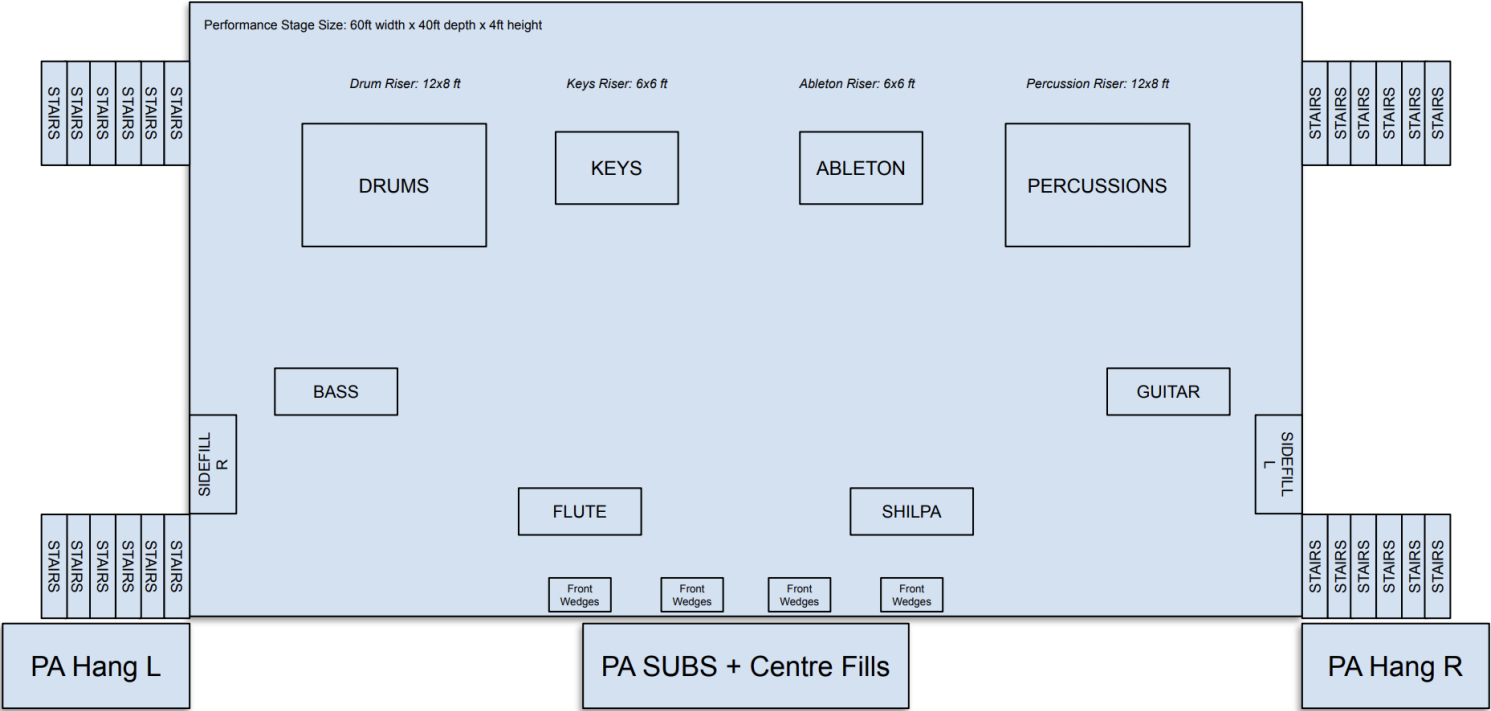 Performance Stage Size: 60ft width x 40ft depth x 4ft height
Drum Riser: 12x8 ft
Keys Riser: 6x6 ft
Ableton Riser: 6x6 ft
Percussion Riser: 12x8 ft
STAIRS
STAIRS
STAIRS
STAIRS
STAIRS
STAIRS
STAIRS
STAIRS
STAIRS
STAIRS
STAIRS
STAIRS
DRUMS
KEYS
ABLETON
PERCUSSIONS
BASS
GUITAR
SIDEFILL
R
SIDEFILL
L
FLUTE
SHILPA
STAIRS
STAIRS
STAIRS
STAIRS
STAIRS
STAIRS
STAIRS
STAIRS
STAIRS
STAIRS
STAIRS
STAIRS
Front
Wedges
Front
Wedges
Front
Wedges
Front
Wedges
PA Hang L
PA SUBS + Centre Fills
PA Hang R